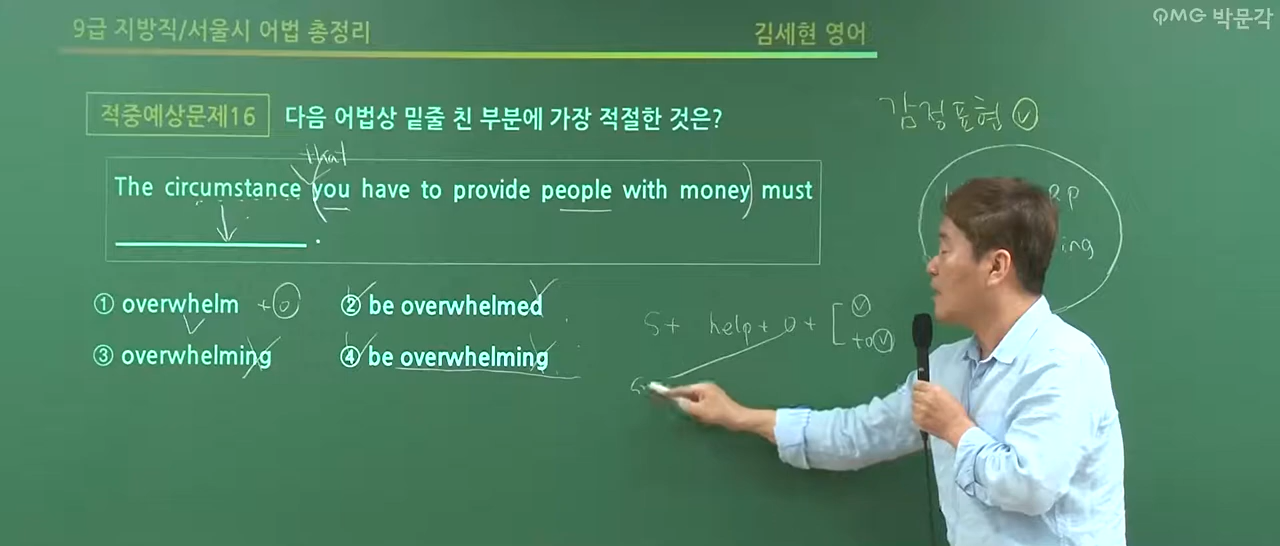 QMG 박문각
9급 지방직/서울시 어법 총정리
김세현 영어
적중예상문제16 다음 어법상 밑줄 친 부분에 가장 적절한 것은?
감정표현 v
that
The circumstance (you have to provide people with money) must
.
p
ing
① overwhelm + o
② be overwhelmed
③ overwhelming
④ be overwhelming
S + help + O + [ v
to v